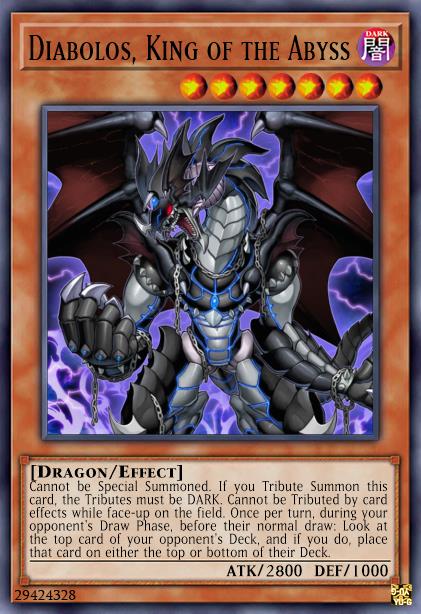 Diabolos, King of the Abyss
DARK
闇
[Dragon/Effect]
Cannot be Special Summoned. If you Tribute Summon this
card, the Tributes must be DARK. Cannot be Tributed by card
effects while face-up on the field. Once per turn, during your
opponent's Draw Phase, before their normal draw: Look at
the top card of your opponent's Deck, and if you do, place
that card on either the top or bottom of their Deck.
ATK/2800 DEF/1000
29424328